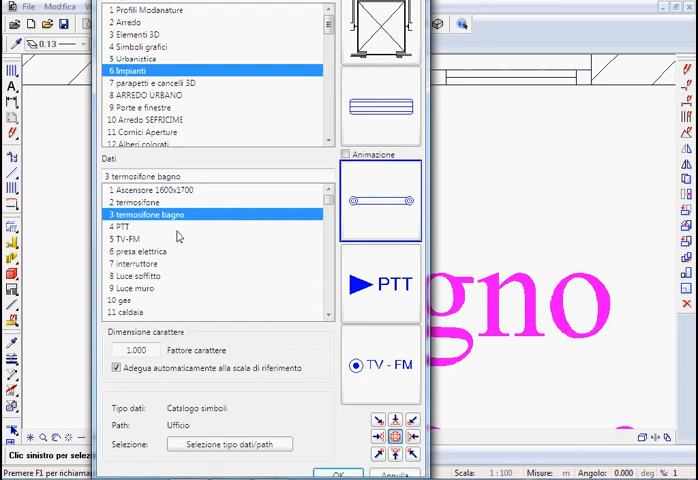 File Modifica
0.13
1 Profili Modanature
2 Arredo
3 Elementi 3D
4 Simboli grafici
5 Urbanistica
6 Impianti
7 parapetti e cancelli 3D
8 ARREDO URBANO
9 Porte e finestre
10 Arredo SEFRICIME
11 Cornici Aperture
12 Alberi colorati
Dati
Animazione
3 termosifone bagno
1 Ascensore 1600x1700
2 termosifone
3 termosifone bagno
4 PTT
5 TV-FM
6 presa elettrica
7 interruttore
8 Luce soffitto
9 Luce muro
10 gas
11 caldaia
PTT
TV - FM
gno
Dimensione carattere
1.000 Fattore carattere
Adegua automaticamente alla scala di riferimento
Tipo dati: Catalogo simboli
Path: Ufficio
Selezione: Selezione tipo dati/path
OK Annulla
Clic sinistro per selezi
Premere F1 per richiamar
Scala: 1 : 100 Misure: m Angolo: 0.000 %: 1